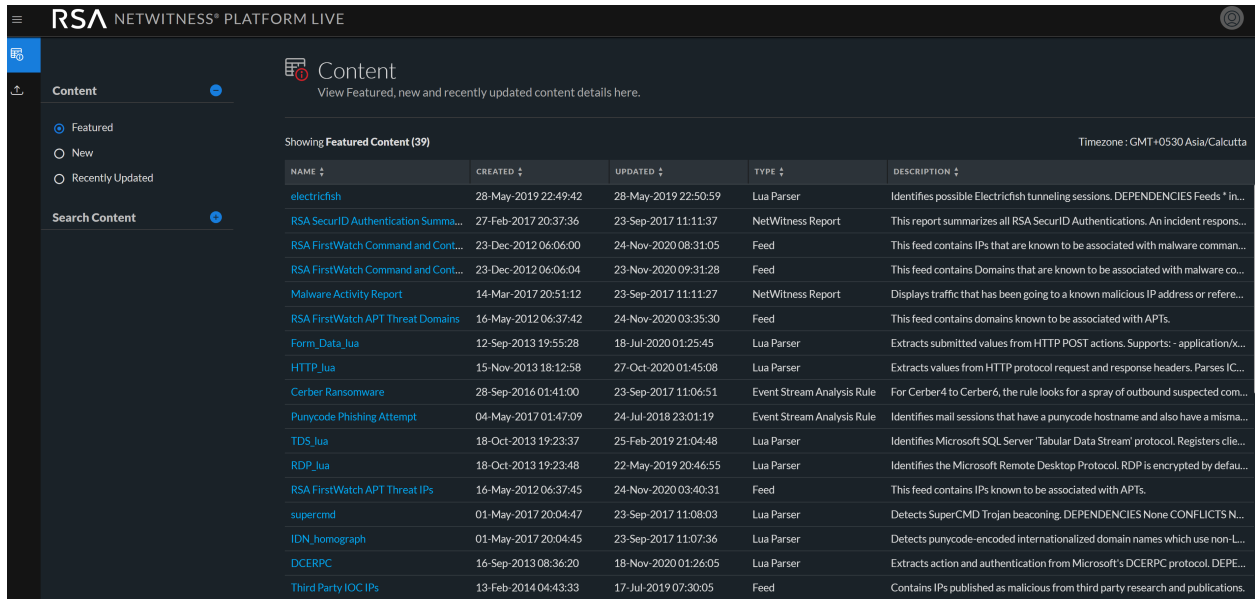 RSA NETWITNESS® PLATFORM LIVE
Content
Featured
New
Recently Updated
Search Content
Content
View Featured, new and recently updated content details here.
Showing Featured Content (39) Timezone : GMT+0530 Asia/Calcutta
NAME CREATED UPDATED TYPE DESCRIPTION
electricfish 28-May-2019 22:49:42 28-May-2019 22:50:59 Lua Parser Identifies possible Electricfish tunneling sessions. DEPENDENCIES Feeds * in...
RSA SecurID Authentication Summa... 27-Feb-2017 20:37:36 23-Sep-2017 11:11:37 NetWitness Report This report summarizes all RSA SecurID Authentications. An incident respons...
RSA FirstWatch Command and Cont... 23-Dec-2012 06:06:00 24-Nov-2020 08:31:05 Feed This feed contains IPs that are known to be associated with malware comman...
RSA FirstWatch Command and Cont... 23-Dec-2012 06:06:04 23-Nov-2020 09:31:28 Feed This feed contains Domains that are known to be associated with malware co...
Malware Activity Report 14-Mar-2017 20:51:12 23-Sep-2017 11:11:27 NetWitness Report Displays traffic that has been going to a known malicious IP address or refere...
RSA FirstWatch APT Threat Domains 16-May-2012 06:37:42 24-Nov-2020 03:35:30 Feed This feed contains domains known to be associated with APTs.
Form_Data_lua 12-Sep-2013 19:55:28 18-Jul-2020 01:25:45 Lua Parser Extracts submitted values from HTTP POST actions. Supports: - application/x...
HTTP_lua 15-Nov-2013 18:12:58 27-Oct-2020 01:45:08 Lua Parser Extracts values from HTTP protocol request and response headers. Parses IC...
Cerber Ransomware 28-Sep-2016 01:41:00 23-Sep-2017 11:06:51 Event Stream Analysis Rule For Cerber4 to Cerber6, the rule looks for a spray of outbound suspected com...
Punycode Phishing Attempt 04-May-2017 01:47:09 24-Jul-2018 23:01:19 Event Stream Analysis Rule Identifies mail sessions that have a punycode hostname and also have a misma...
TDS_lua 18-Oct-2013 19:23:37 25-Feb-2019 21:04:48 Lua Parser Identifies Microsoft SQL Server 'Tabular Data Stream' protocol. Registers clie...
RDP_lua 18-Oct-2013 19:23:48 22-May-2019 20:46:55 Lua Parser Identifies the Microsoft Remote Desktop Protocol. RDP is encrypted by defau...
RSA FirstWatch APT Threat IPs 16-May-2012 06:37:45 24-Nov-2020 03:40:31 Feed This feed contains IPs known to be associated with APTs.
supercmd 01-May-2017 20:04:47 23-Sep-2017 11:08:03 Lua Parser Detects SuperCMD Trojan beaconing. DEPENDENCIES None CONFLICTS N...
IDN_homograph 01-May-2017 20:04:45 23-Sep-2017 11:07:36 Lua Parser Detects punycode-encoded internationalized domain names which use non-L...
DCERPC 16-Sep-2013 08:36:20 18-Nov-2020 01:26:05 Lua Parser Extracts action and authentication from Microsoft's DCERPC protocol. DEPE...
Third Party IOC IPs 13-Feb-2014 04:43:33 17-Jul-2019 07:30:05 Feed Contains IPs published as malicious from third party research and publications.